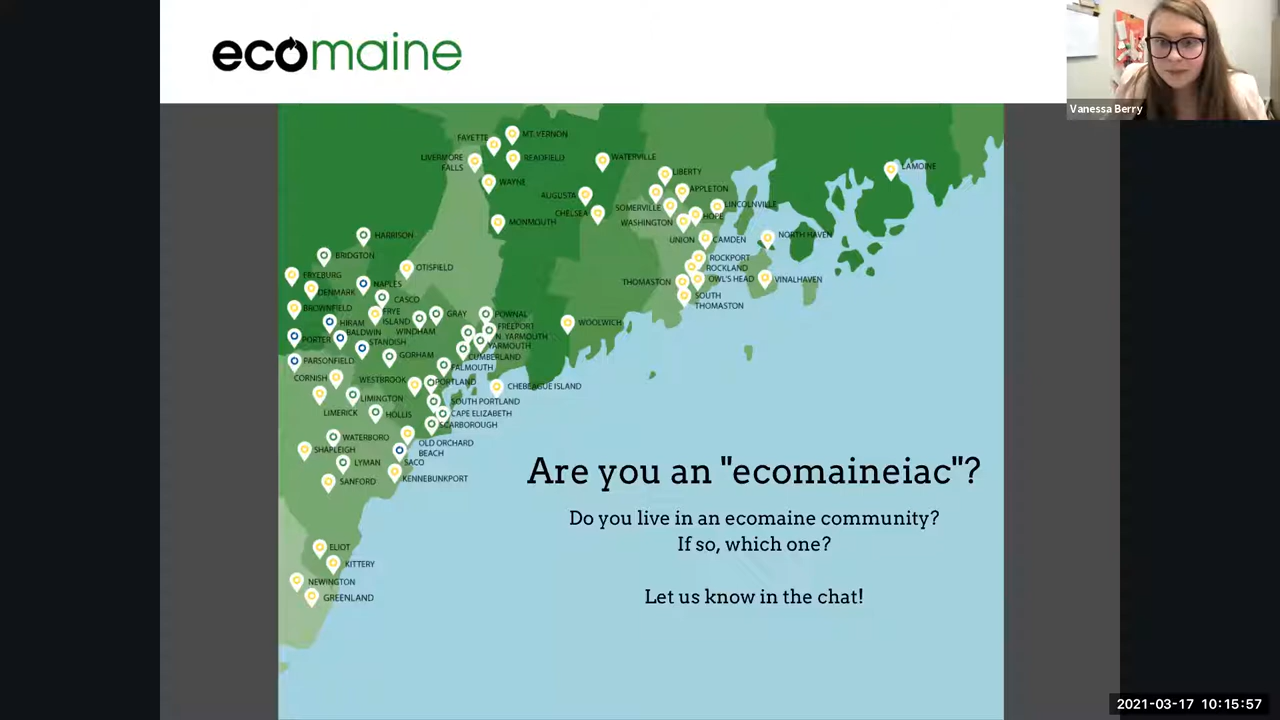 ecomaine
Vanessa Berry
FAYETTE
MT. VERNON
LIVERMORE
FALLS
READFIELD
WATERVILLE
LIBERTY
LAMOINE
WAYNE
AUGUSTA
APPLETON
CHELSEA
SOMERVILLE
LINCOLNVILLE
MONMOUTH
WASHINGTON
HOPE
HARRISON
UNION
CAMDEN
NORTH HAVEN
BRIDGTON
ROCKPORT
OTISFIELD
ROCKLAND
FRYEBURG
THOMASTON
OWL'S HEAD
VINALHAVEN
NAPLES
DENMARK
CASCO
SOUTH
THOMASTON
BROWNFIELD
FRYE
ISLAND
GRAY
POWNAL
HIRAM
WINDHAM
FREEPORT
WOOLWICH
BALDWIN
N. YARMOUTH
PORTER
STANDISH
YARMOUTH
PARSONFIELD
GORHAM
CUMBERLAND
FALMOUTH
CORNISH
WESTBROOK
PORTLAND
CHEBEAGUE ISLAND
LIMINGTON
SOUTH PORTLAND
LIMERICK
HOLLIS
CAPE ELIZABETH
SCARBOROUGH
WATERBORO
OLD ORCHARD
BEACH
SHAPLEIGH
LYMAN
SACO
SANFORD
KENNEBUNKPORT
ELIOT
KITTERY
NEWINGTON
GREENLAND
Are you an "ecomaineiac"?
Do you live in an ecomaine community?
If so, which one?
Let us know in the chat!
2021-03-17 10:15:57